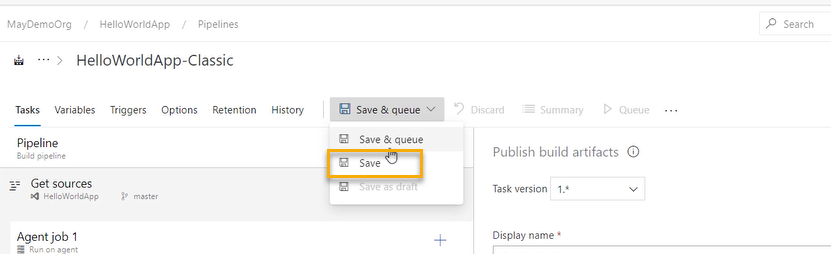 MayDemoOrg / HelloWorldApp / Pipelines
Search
··· > HelloWorldApp-Classic
Tasks Variables Triggers Options Retention History Save & queue Discard Summary Queue ···
Save & queue
Save
Save as draft
Pipeline
Build pipeline
Get sources
HelloWorldApp master
Agent job 1
Run on agent
Publish build artifacts
Task version 1.*
Display name *